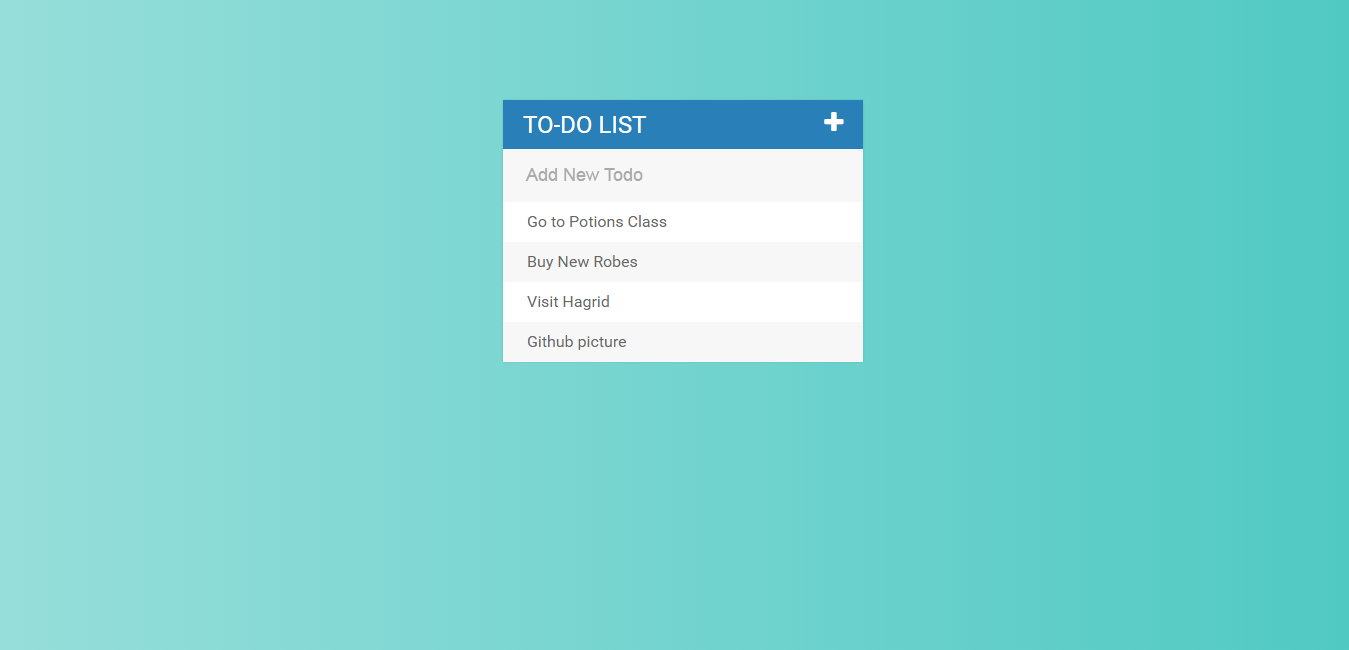 TO-DO LIST
Add New Todo
Go to Potions Class
Buy New Robes
Visit Hagrid
Github picture